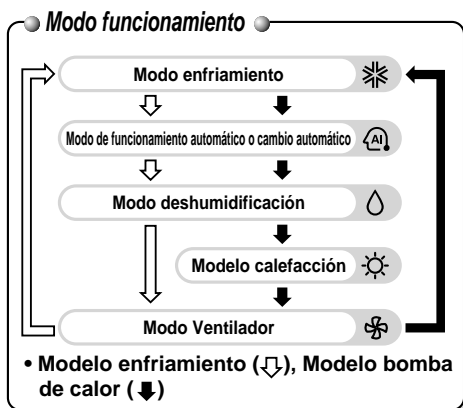 Modo funcionamiento
Modo enfriamiento
Modo de funcionamiento automático o cambio automático
AI
Modo deshumidificación
Modelo calefacción
Modo Ventilador
• Modelo enfriamiento (⇩), Modelo bomba
de calor (⬇)